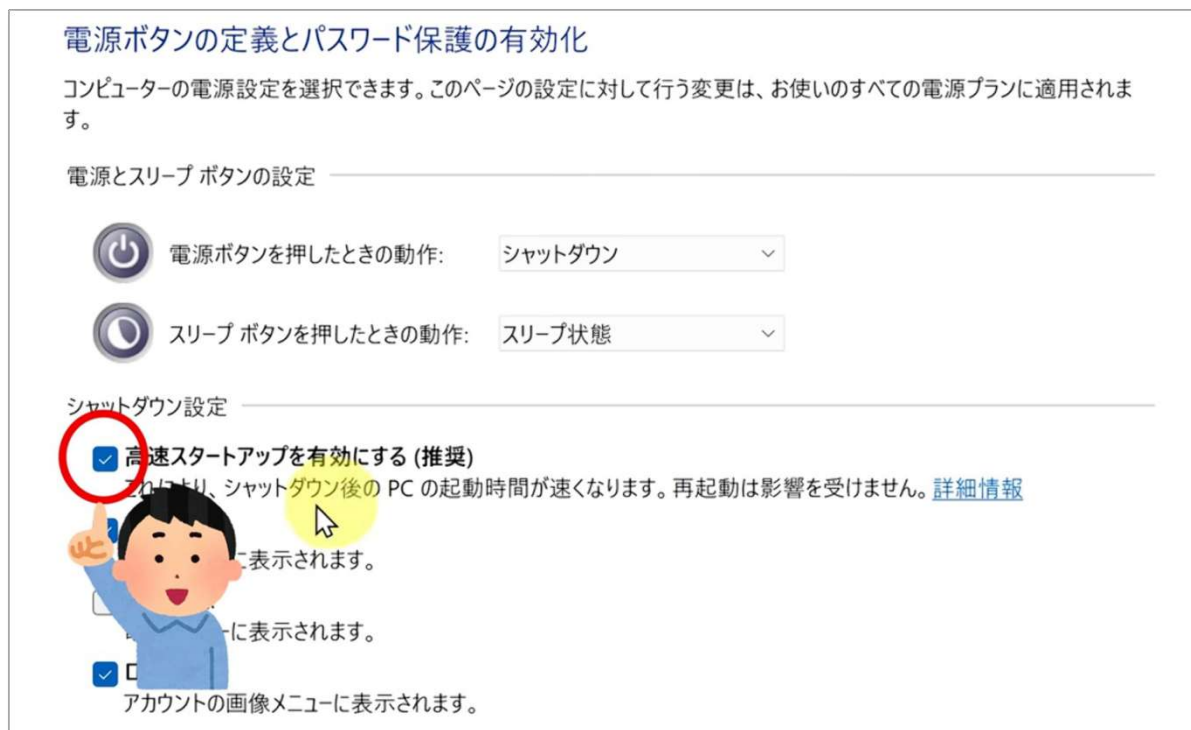 電源ボタンの定義とパスワード保護の有効化
コンピューターの電源設定を選択できます。このページの設定に対して行う変更は、お使いのすべての電源プランに適用されま
す。
電源とスリープ ボタンの設定
電源ボタンを押したときの動作:
シャットダウン
スリープ ボタンを押したときの動作:
スリープ状態
シャットダウン設定
高速スタートアップを有効にする (推奨)
これにより、シャットダウン後の PC の起動時間が速くなります。再起動は影響を受けません。詳細情報
に表示されます。
ーに表示されます。
アカウントの画像メニューに表示されます。